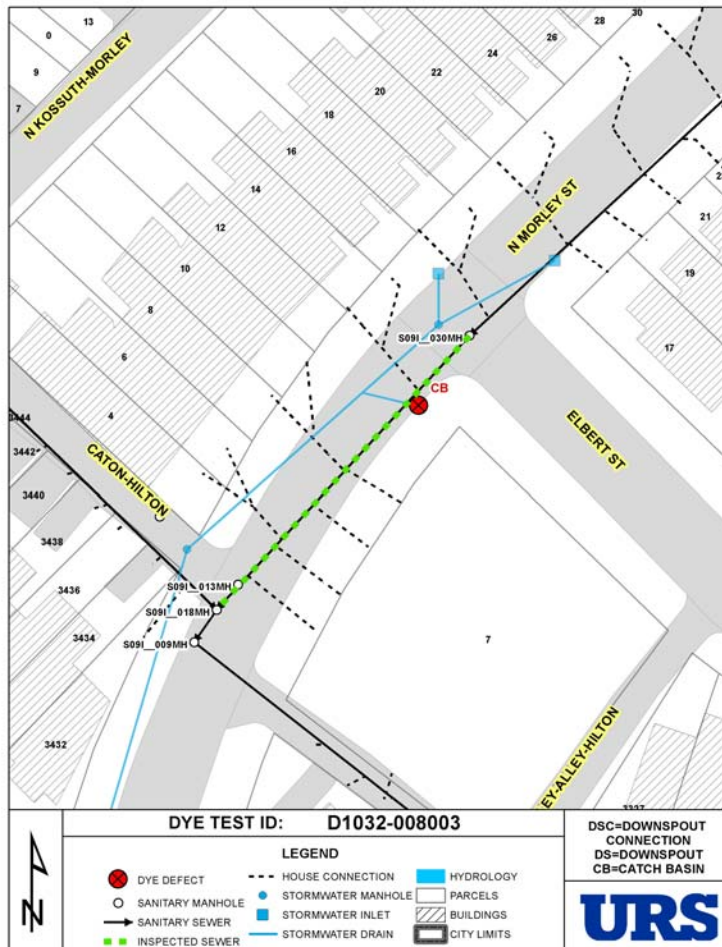 13
30
0
28
N KOSSUTH-MORLEY
26
9
24
22
7
20
18
16
14
N MORLEY ST
21
12
19
10
8
S09I__030MH
17
6
CB
3444
4
ELBERT ST
3442
CATON-HILTON
3440
3438
S09I__013MH
3436
S09I__018MH
3434
S09I__009MH
7
3432
EY-ALLEY-HILTON
DYE TEST ID: D1032-008003
LEGEND
DYE DEFECT
SANITARY MANHOLE
SANITARY SEWER
INSPECTED SEWER
HOUSE CONNECTION
STORMWATER MANHOLE
STORMWATER INLET
STORMWATER DRAIN
HYDROLOGY
PARCELS
BUILDINGS
CITY LIMITS
N
DSC=DOWNSPOUT
CONNECTION
DS=DOWNSPOUT
CB=CATCH BASIN
URS